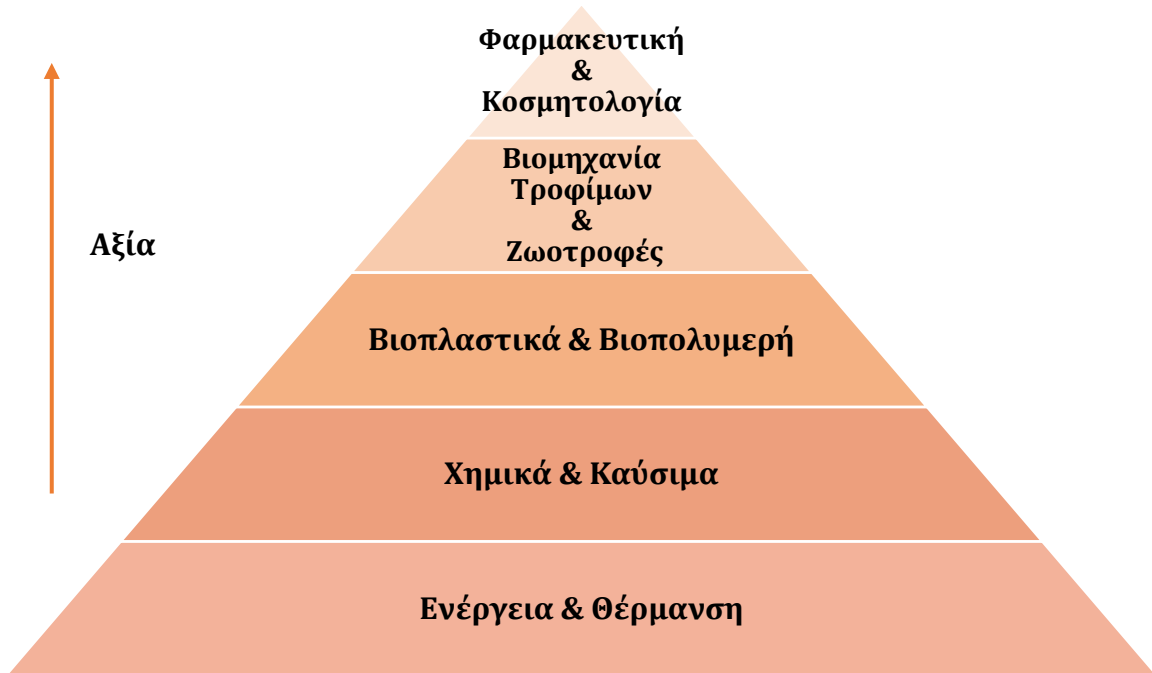 Φαρμακευτική
&
Κοσμητολογία
Βιομηχανία
Τροφίμων
&
Ζωοτροφές
Αξία
Βιοπλαστικά & Βιοπολυμερή
Χημικά & Καύσιμα
Ενέργεια & Θέρμανση